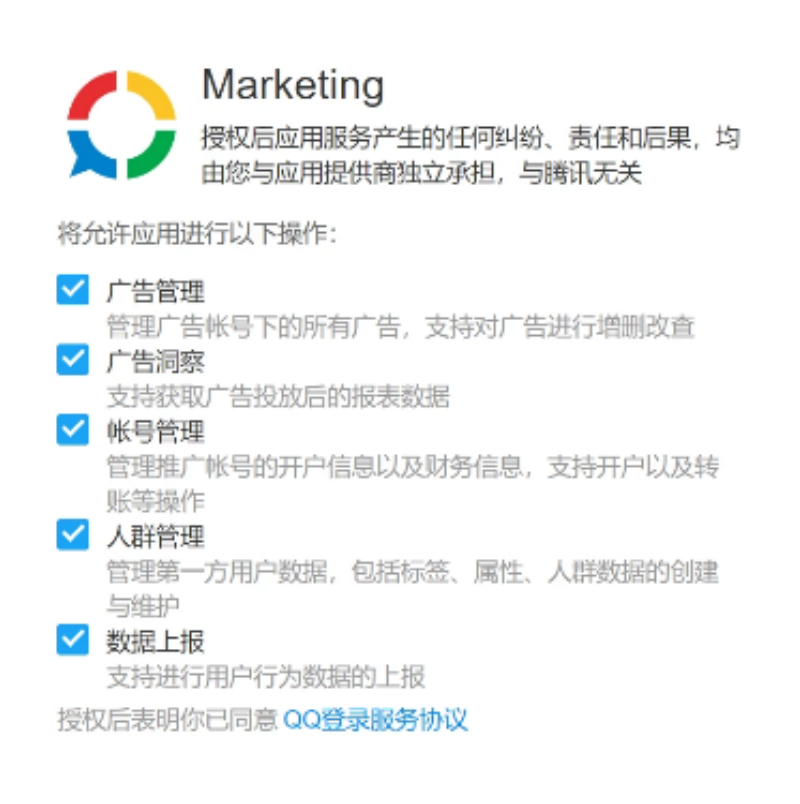 Marketing
授权后应用服务产生的任何纠纷、责任和后果，均
由您与应用提供商独立承担，与腾讯无关
将允许应用进行以下操作：
广告管理
管理广告帐号下的所有广告，支持对广告进行增删改查
广告洞察
支持获取广告投放后的报表数据
帐号管理
管理推广帐号的开户信息以及财务信息，支持开户以及转
账等操作
人群管理
管理第一方用户数据，包括标签、属性、人群数据的创建
与维护
数据上报
支持进行用户行为数据的上报
授权后表明你已同意 QQ登录服务协议